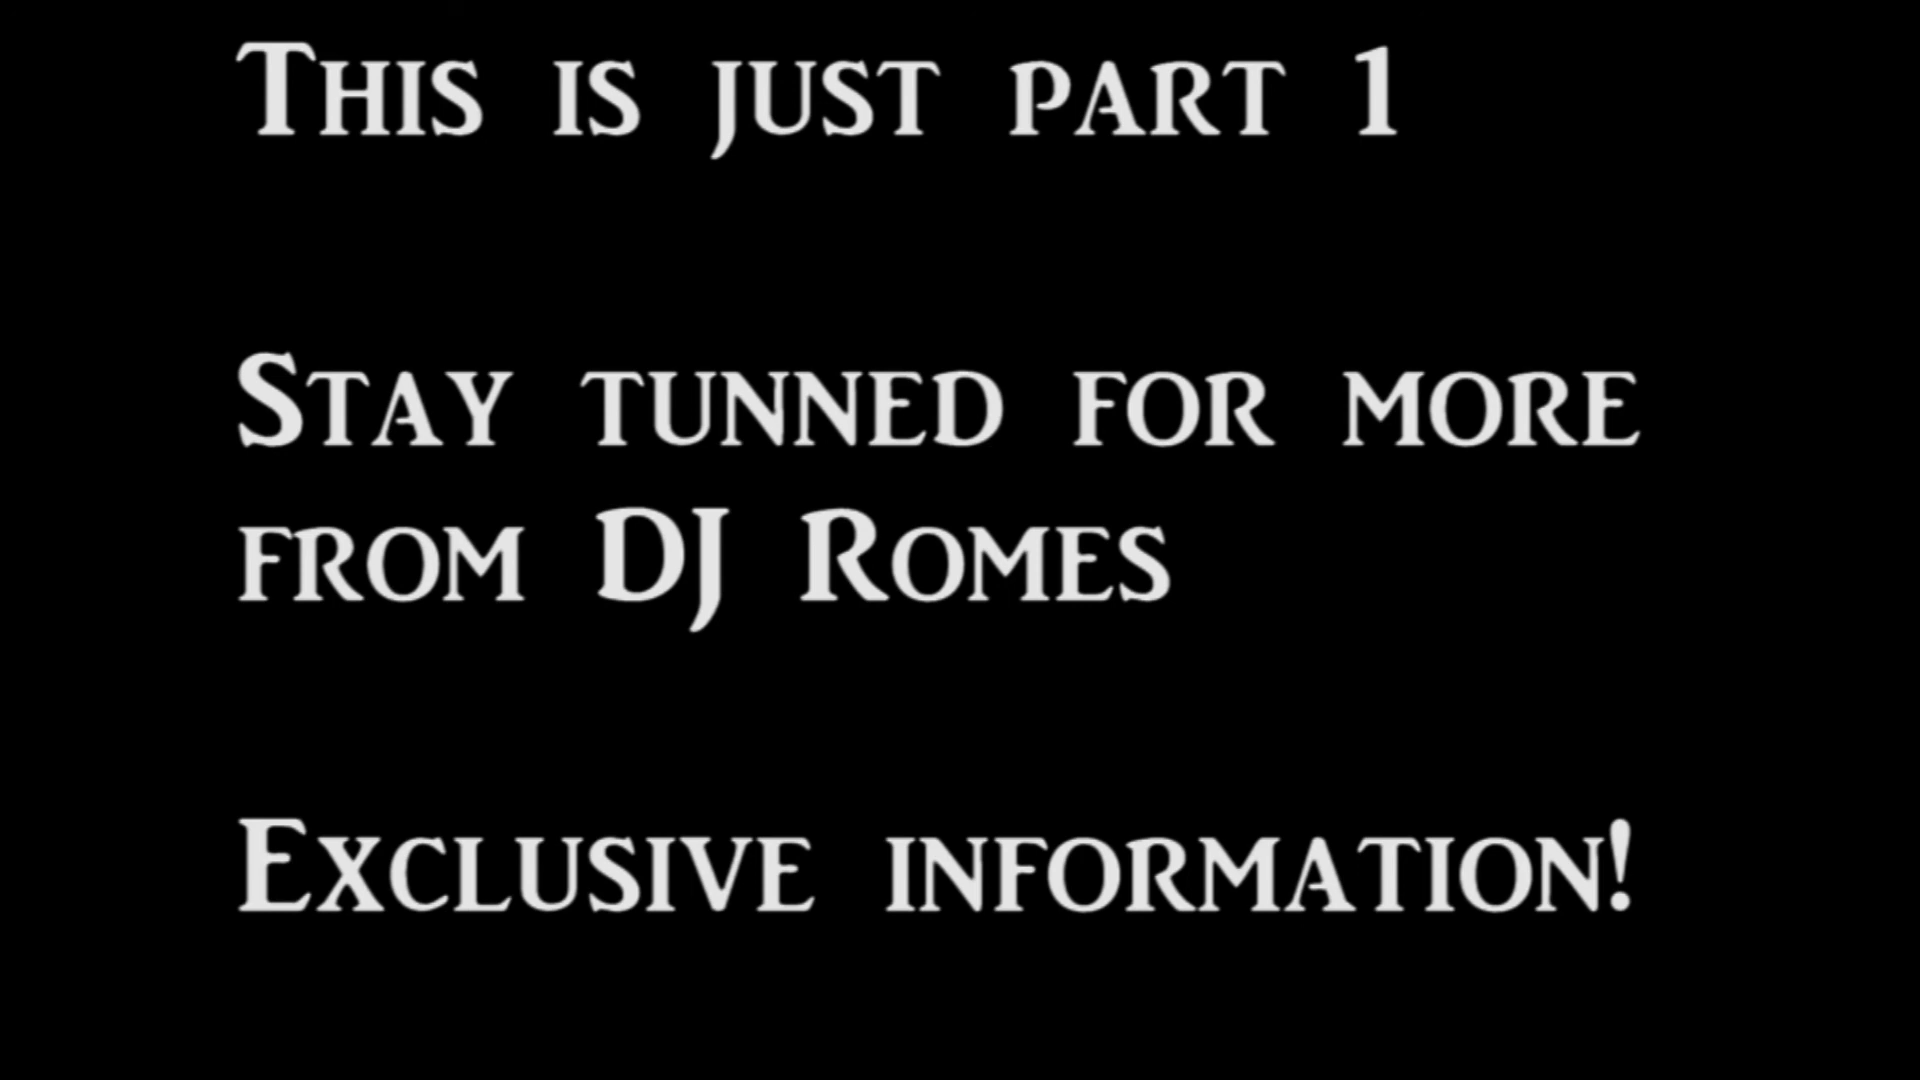 This is just part 1
Stay tunned for more
from DJ Romes
Exclusive information!